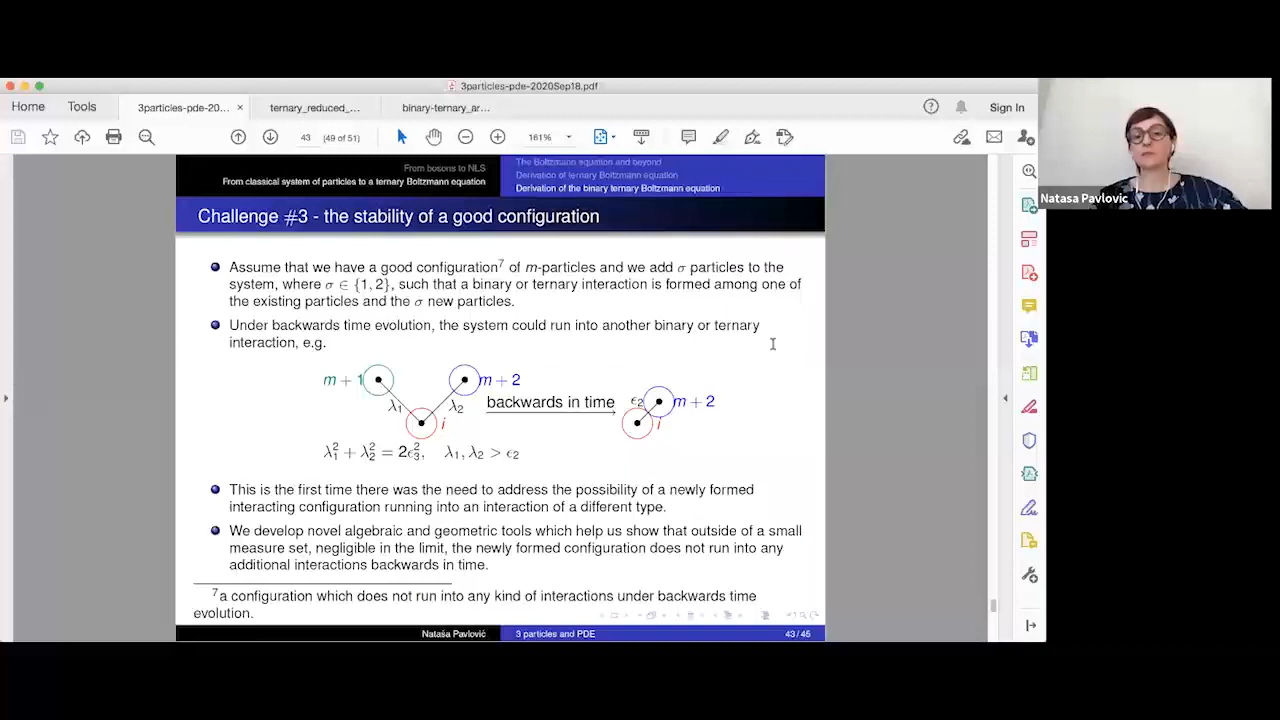 3particles-pde-2020Sep18.pdf
Home Tools 3particles-pde-20... × ternary_reduced_... binary-ternary_ar... Sign In
43 (49 of 51) 161%
From bosons to NLS
From classical system of particles to a ternary Boltzmann equation
The Boltzmann equation and beyond
Derivation of ternary Boltzmann equation
Derivation of the binary ternary Boltzmann equation
Natasa Pavlovic
Challenge #3 - the stability of a good configuration
Assume that we have a good configuration⁷ of m-particles and we add σ particles to the
system, where σ ∈ {1, 2}, such that a binary or ternary interaction is formed among one of
the existing particles and the σ new particles.
Under backwards time evolution, the system could run into another binary or ternary
interaction, e.g.
m + 1 m + 2
λ₁ λ₂ i
backwards in time
ϵ₂ m + 2
i
λ₁² + λ₂² = 2ϵ₃², λ₁, λ₂ > ϵ₂
This is the first time there was the need to address the possibility of a newly formed
interacting configuration running into an interaction of a different type.
We develop novel algebraic and geometric tools which help us show that outside of a small
measure set, negligible in the limit, the newly formed configuration does not run into any
additional interactions backwards in time.
⁷a configuration which does not run into any kind of interactions under backwards time
evolution.
Nataša Pavlović 3 particles and PDE 43 / 45